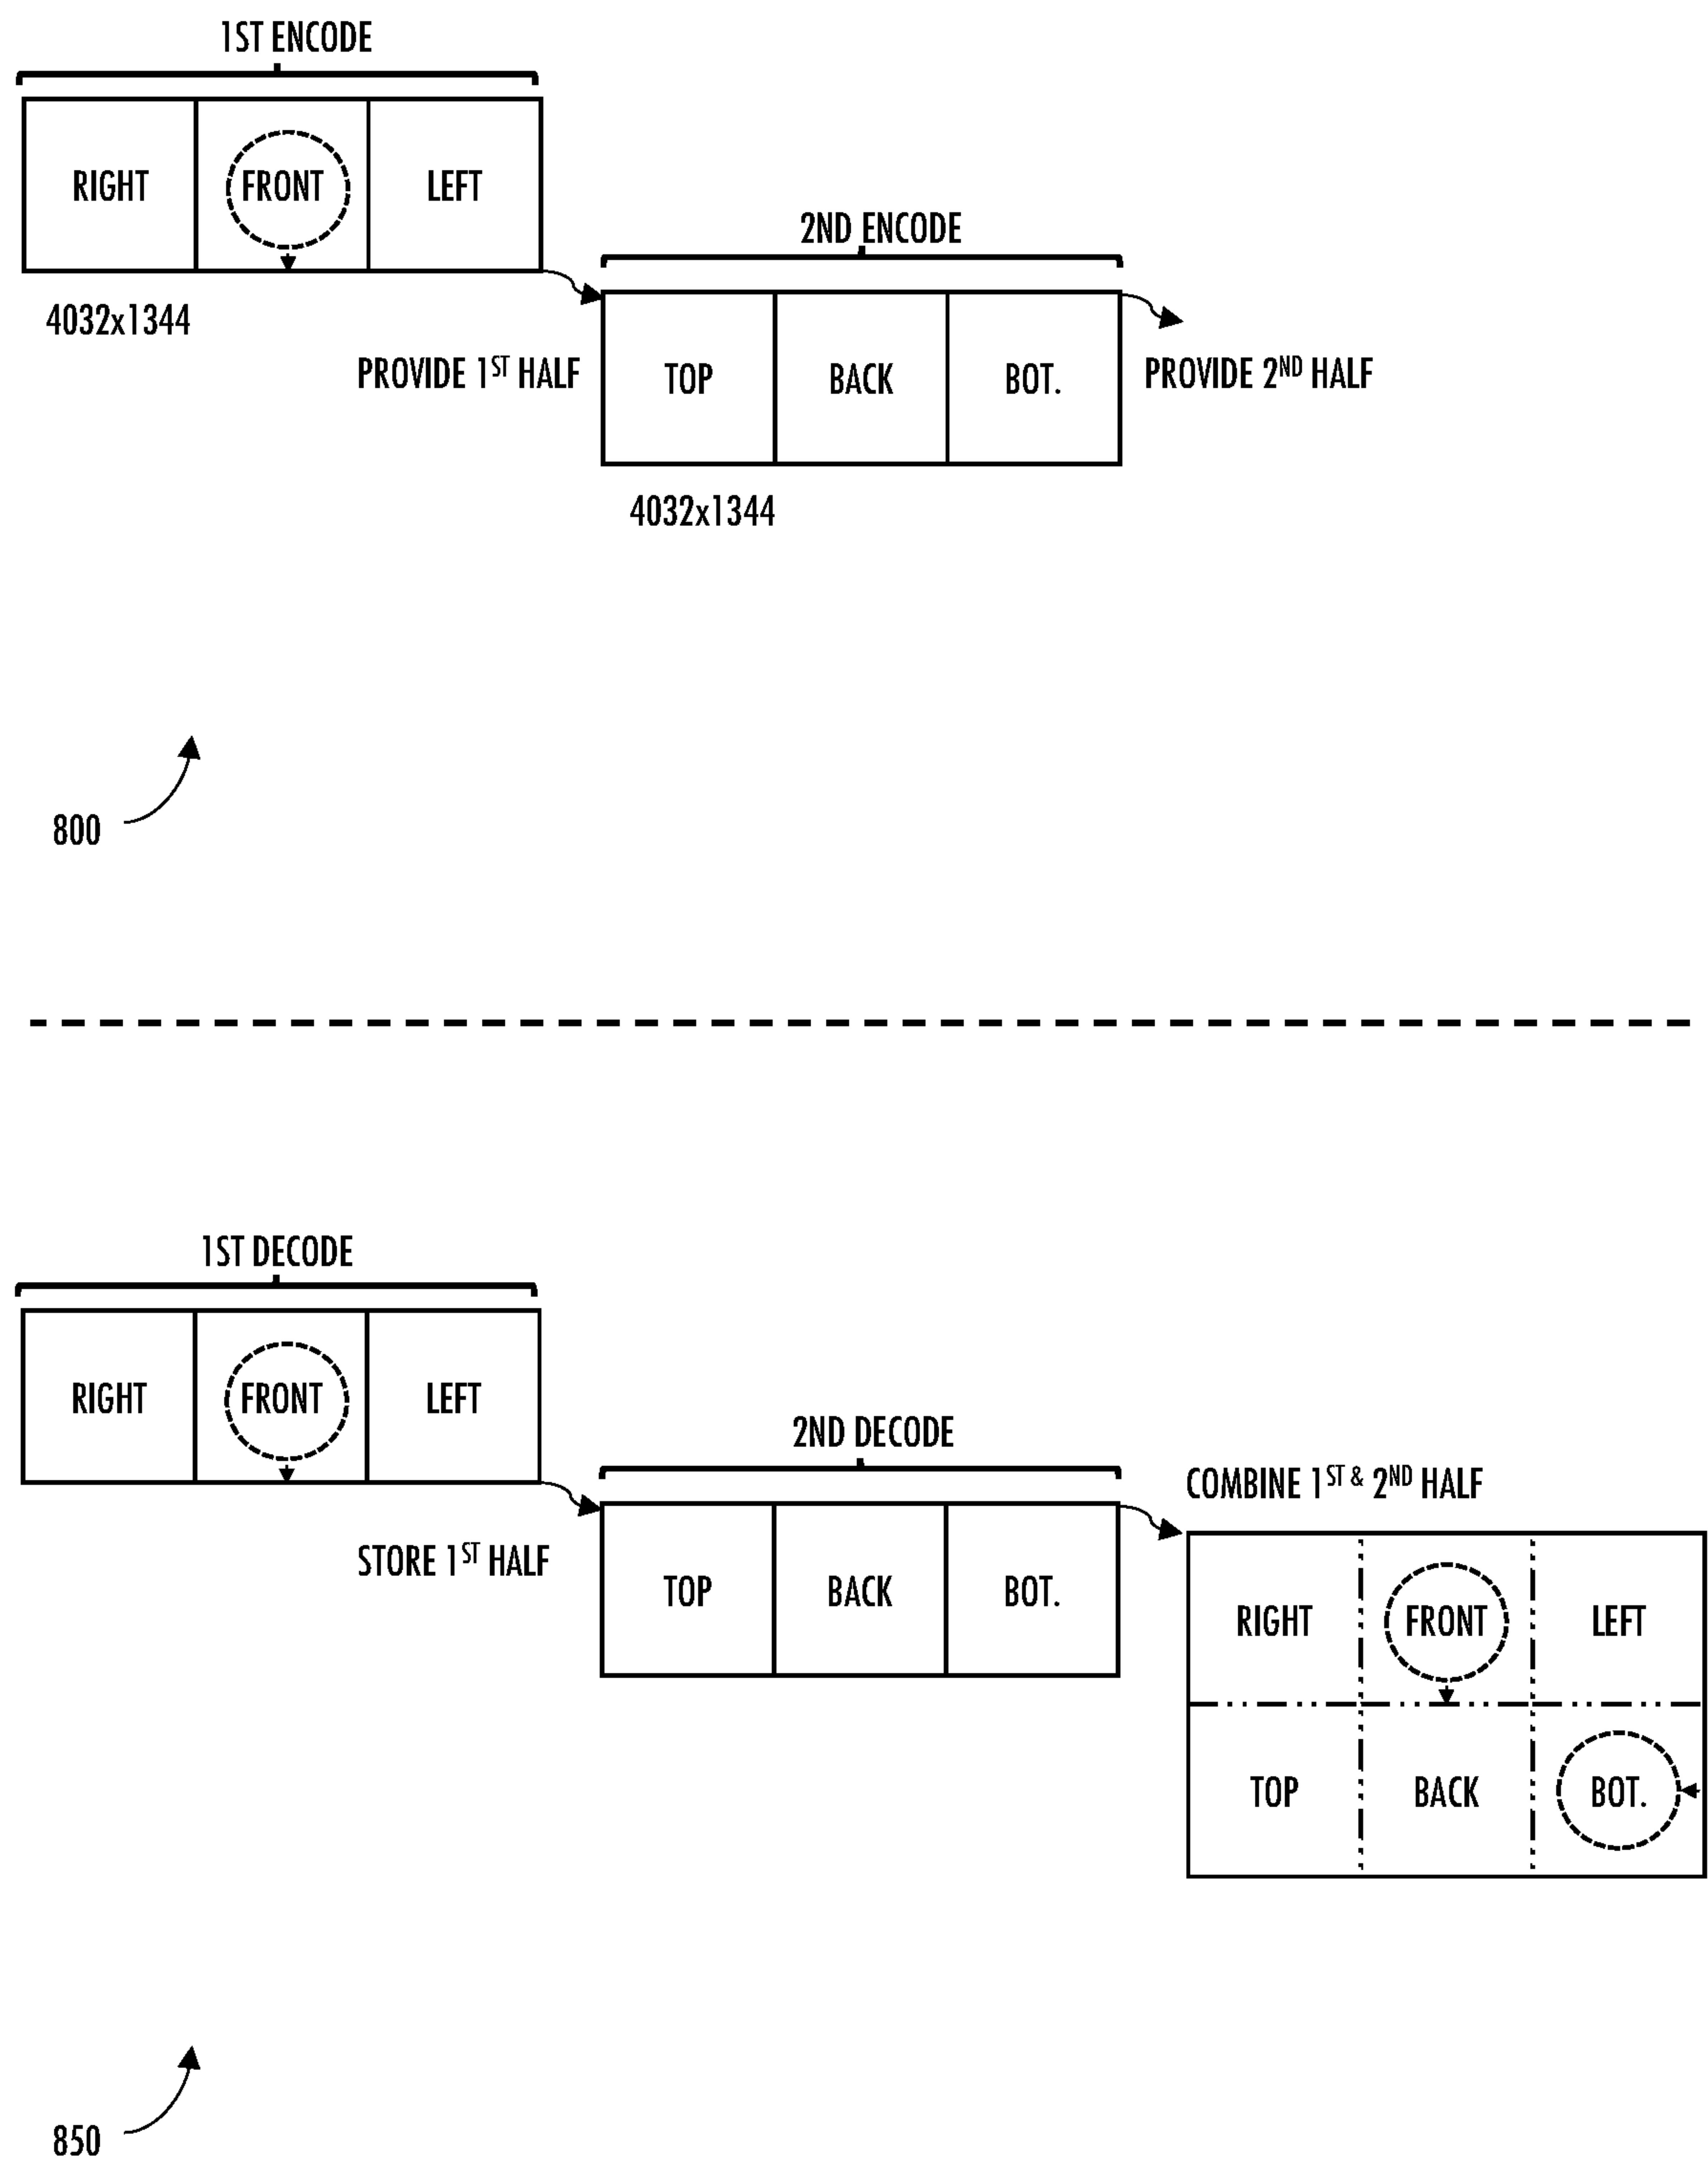 1ST ENCODE
RIGHT FRONT LEFT
4032x1344
2ND ENCODE
PROVIDE 1ST HALF
TOP BACK BOT.
PROVIDE 2ND HALF
4032x1344
800
1ST DECODE
RIGHT FRONT LEFT
STORE 1ST HALF
2ND DECODE
TOP BACK BOT.
COMBINE 1ST & 2ND HALF
RIGHT FRONT LEFT
TOP BACK BOT.
850